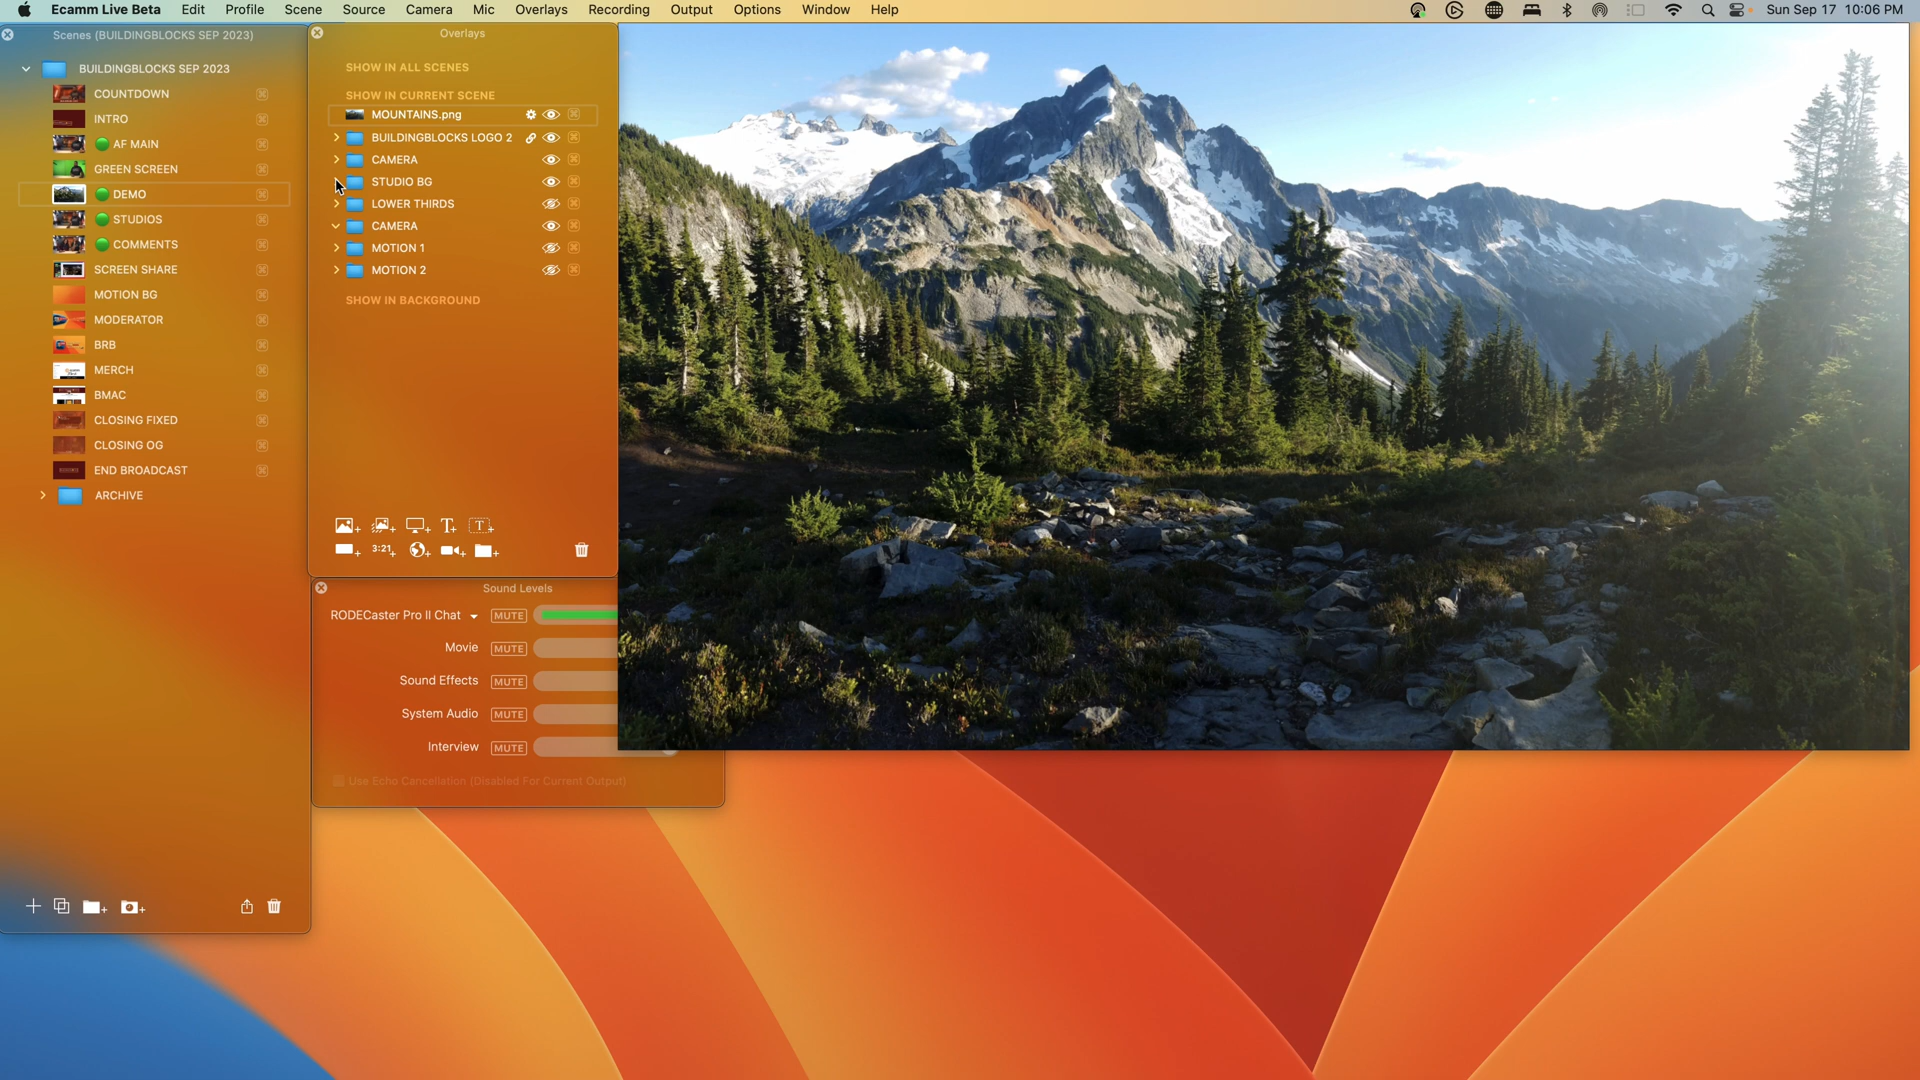 Ecamm Live Beta Edit Profile Scene Source Camera Mic Overlays Recording Output Options Window Help Sun Sep 17 10:06 PM
Scenes (BUILDINGBLOCKS SEP 2023)
BUILDINGBLOCKS SEP 2023
COUNTDOWN
INTRO
AF MAIN
GREEN SCREEN
DEMO
STUDIOS
COMMENTS
SCREEN SHARE
MOTION BG
MODERATOR
BRB
MERCH
BMAC
CLOSING FIXED
CLOSING OG
END BROADCAST
ARCHIVE
Overlays
SHOW IN ALL SCENES
SHOW IN CURRENT SCENE
MOUNTAINS.png
BUILDINGBLOCKS LOGO 2
CAMERA
STUDIO BG
LOWER THIRDS
CAMERA
MOTION 1
MOTION 2
SHOW IN BACKGROUND
T+ T+
3:21+
Sound Levels
RODECaster Pro II Chat MUTE
Movie MUTE
Sound Effects MUTE
System Audio MUTE
Interview MUTE
Use Echo Cancellation (Disabled For Current Output)